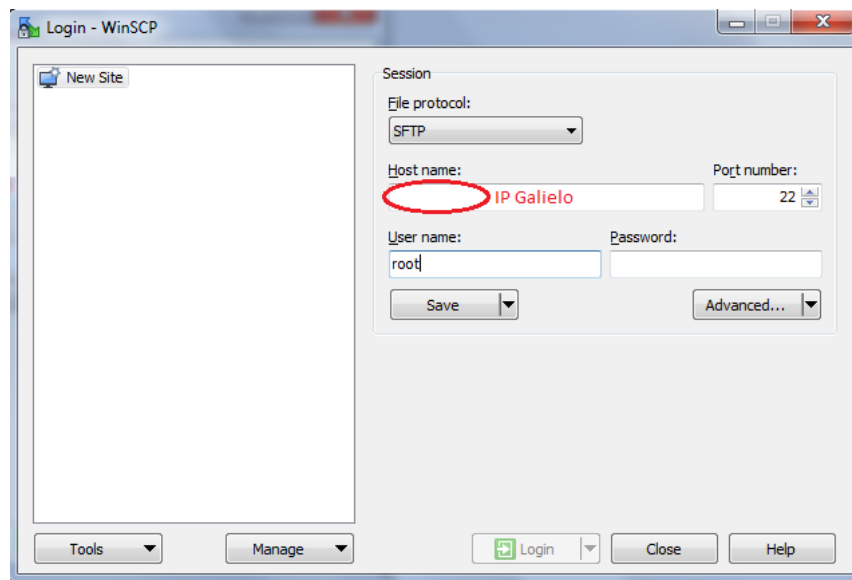 Login - WinSCP
New Site
Session
File protocol:
SFTP
Host name:
Port number:
IP Galielo
22
User name:
Password:
root
Save
Advanced...
Tools
Manage
Login
Close
Help